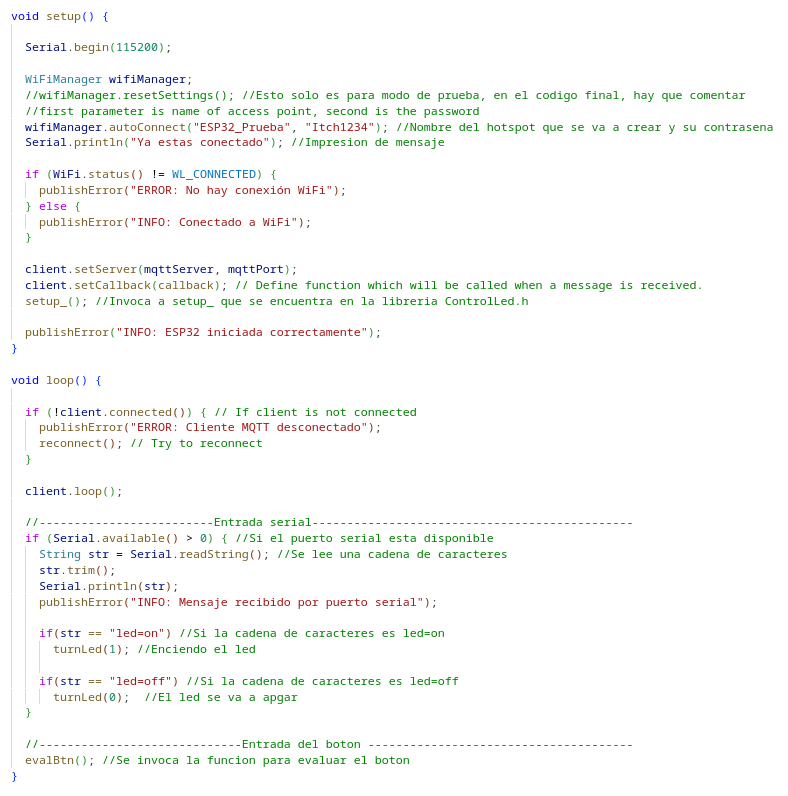 void setup() {
Serial.begin(115200);
WiFiManager wifiManager;
//wifiManager.resetSettings(); //Esto solo es para modo de prueba, en el codigo final, hay que comentar
//first parameter is name of access point, second is the password
wifiManager.autoConnect("ESP32_Prueba", "Itch1234"); //Nombre del hotspot que se va a crear y su contrasena
Serial.println("Ya estas conectado"); //Impresion de mensaje
if (WiFi.status() != WL_CONNECTED) {
publishError("ERROR: No hay conexión WiFi");
} else {
publishError("INFO: Conectado a WiFi");
}
client.setServer(mqttServer, mqttPort);
client.setCallback(callback); // Define function which will be called when a message is received.
setup_(); //Invoca a setup_ que se encuentra en la libreria ControlLed.h
publishError("INFO: ESP32 iniciada correctamente");
}
void loop() {
if (!client.connected()) { // If client is not connected
publishError("ERROR: Cliente MQTT desconectado");
reconnect(); // Try to reconnect
}
client.loop();
//-------------------------Entrada serial----------------------------------------------
if (Serial.available() > 0) { //Si el puerto serial esta disponible
String str = Serial.readString(); //Se lee una cadena de caracteres
str.trim();
Serial.println(str);
publishError("INFO: Mensaje recibido por puerto serial");
if(str == "led=on") //Si la cadena de caracteres es led=on
turnLed(1); //Enciendo el led
if(str == "led=off") //Si la cadena de caracteres es led=off
turnLed(0);  //El led se va a apgar
}
//-----------------------------Entrada del boton --------------------------------------
evalBtn(); //Se invoca la funcion para evaluar el boton
}